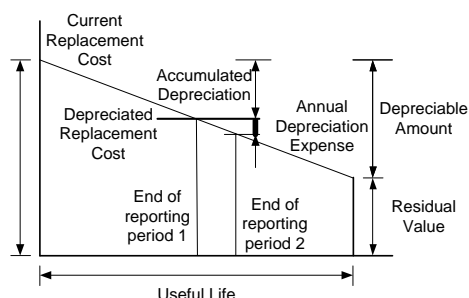 Current
Replacement
Cost
Accumulated
Depreciation
Depreciated
Replacement
Cost
Annual
Depreciation
Expense
Depreciable
Amount
End of
reporting
period 1
End of
reporting
period 2
Residual
Value
Useful Life